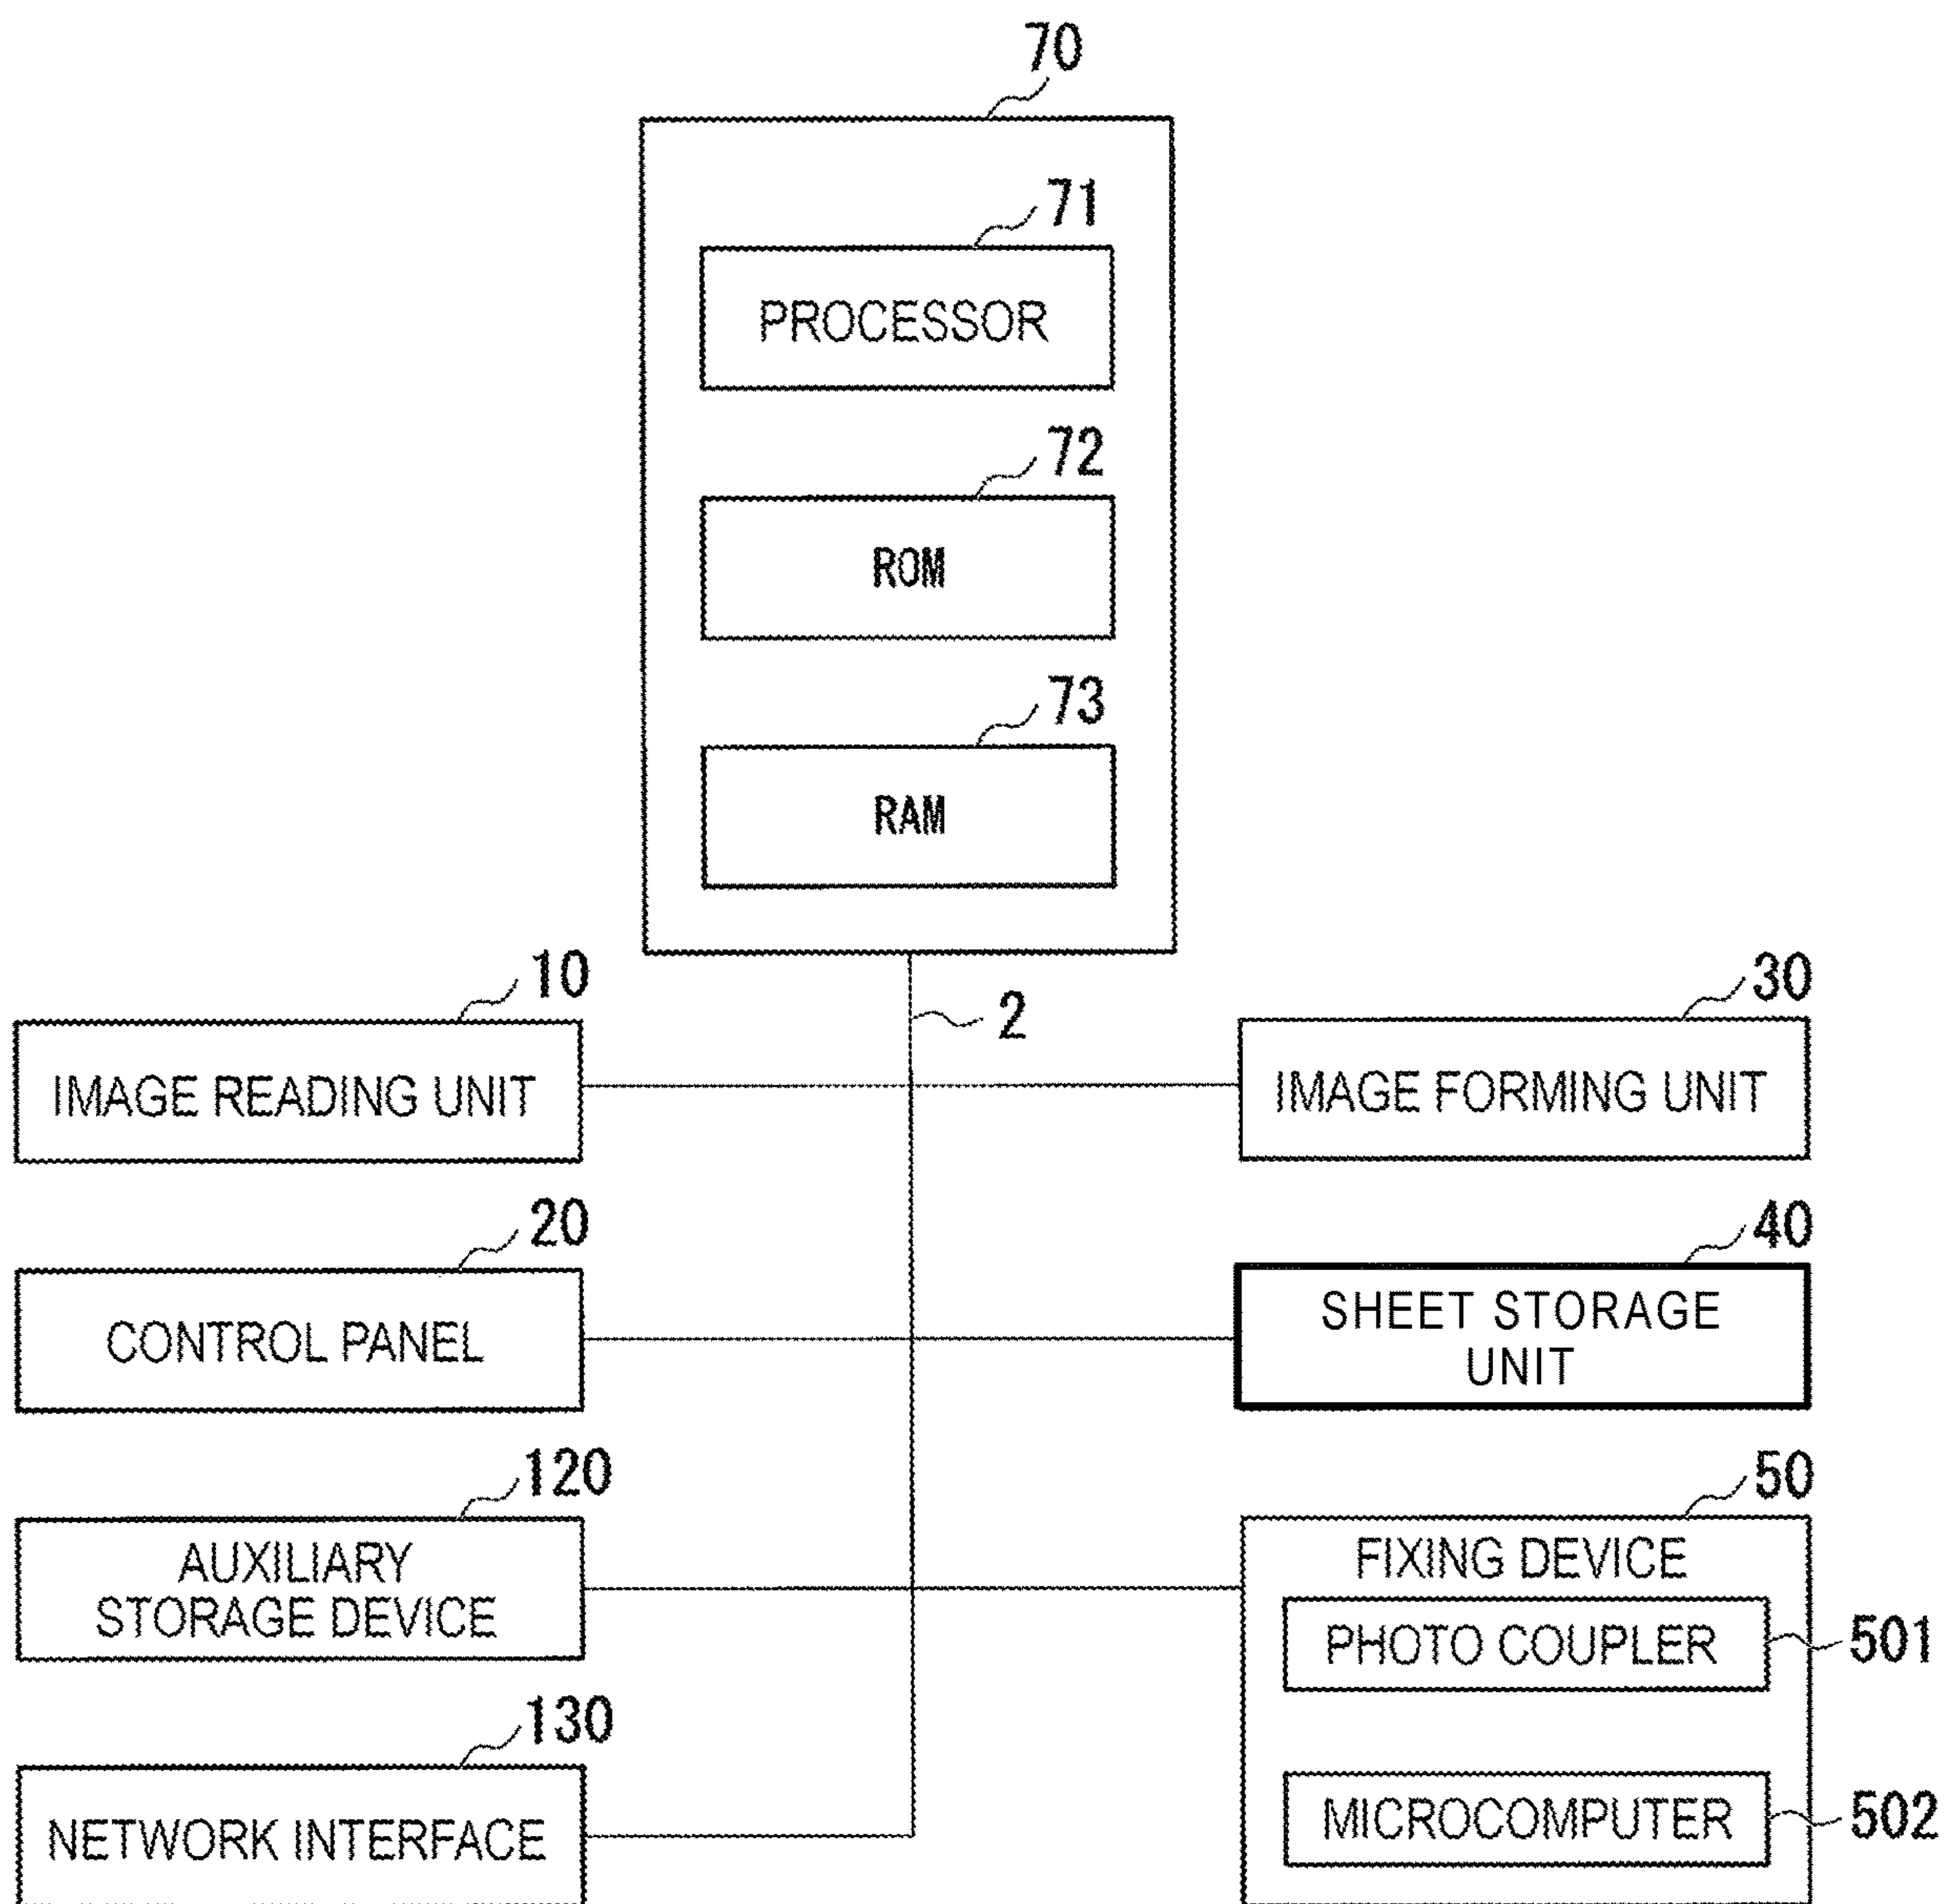 70
71
PROCESSOR
72
ROM
73
RAM
10
2
30
IMAGE READING UNIT
IMAGE FORMING UNIT
20
40
CONTROL PANEL
SHEET STORAGE
UNIT
120
50
AUXILIARY
STORAGE DEVICE
FIXING DEVICE
PHOTO COUPLER
501
130
NETWORK INTERFACE
MICROCOMPUTER
502